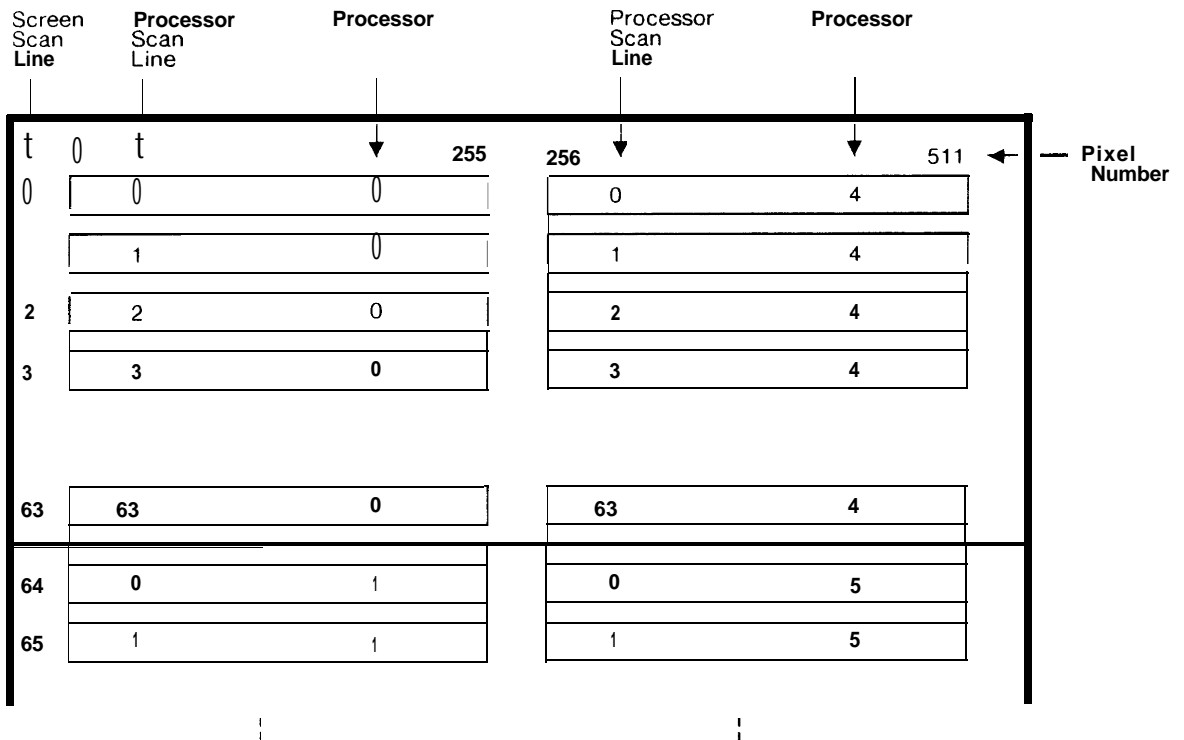 Screen Processor Processor Processor Processor
Scan Scan Scan
Line Line Line
t 0 t 255 256 511 Pixel
Number
0 0 0 0 4
1 0 1 4
2 2 0 2 4
3 3 0 3 4
63 63 0 63 4
64 0 1 0 5
65 1 1 1 5